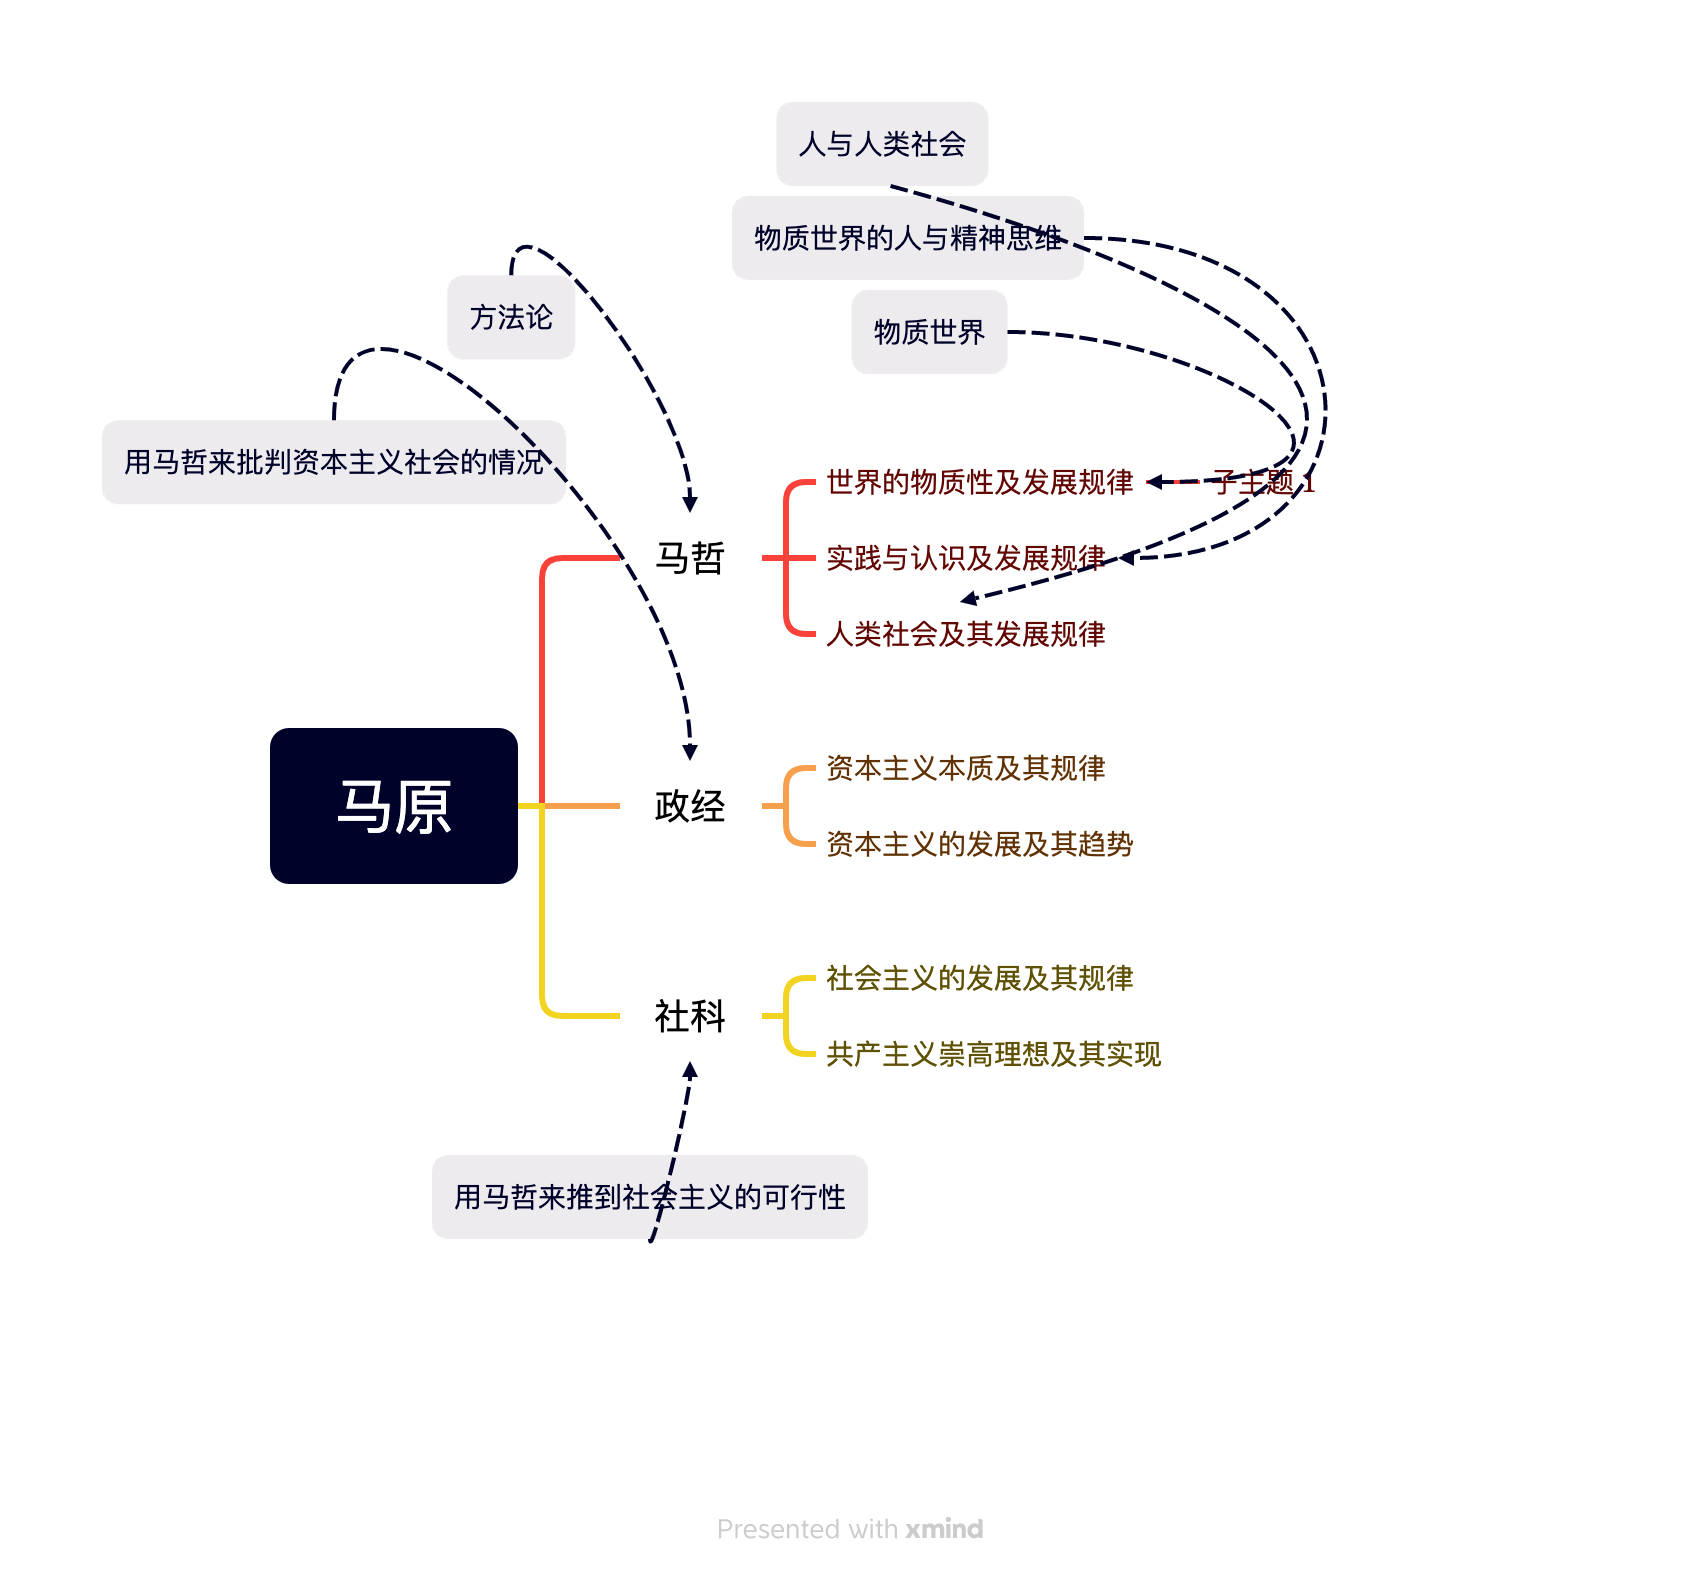 人与人类社会
物质世界的人与精神思维
方法论
物质世界
用马哲来批判资本主义社会的情况
世界的物质性及发展规律
子主题 1
马哲
实践与认识及发展规律
人类社会及其发展规律
资本主义本质及其规律
马原
政经
资本主义的发展及其趋势
社会主义的发展及其规律
社科
共产主义崇高理想及其实现
用马哲来推到社会主义的可行性
Presented with xmind